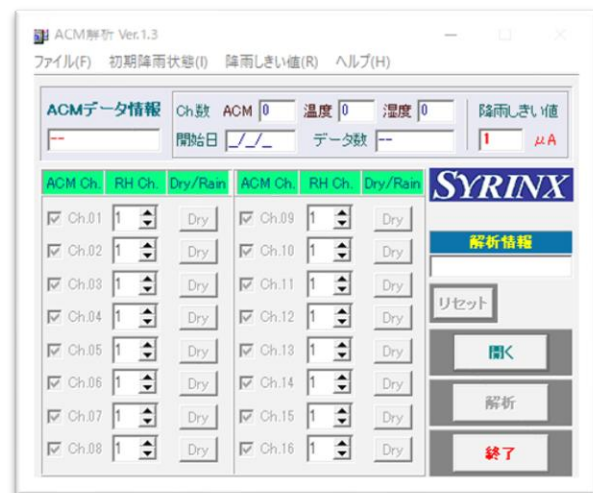 ACM解析 Ver.1.3
ファイル(F) 初期降雨状態(I) 降雨しきい値(R) ヘルプ(H)
ACMデータ情報 Ch.数 ACM 0 温度 0 湿度 0 降雨しきい値
-- 開始日 _/_/_ データ数 -- 1 μA
ACM Ch. RH Ch. Dry/Rain ACM Ch. RH Ch. Dry/Rain SYRINX
Ch.01 1 Dry Ch.09 1 Dry
Ch.02 1 Dry Ch.10 1 Dry 解析情報
Ch.03 1 Dry Ch.11 1 Dry
Ch.04 1 Dry Ch.12 1 Dry リセット
Ch.05 1 Dry Ch.13 1 Dry 開く
Ch.06 1 Dry Ch.14 1 Dry
Ch.07 1 Dry Ch.15 1 Dry 解析
Ch.08 1 Dry Ch.16 1 Dry 終了